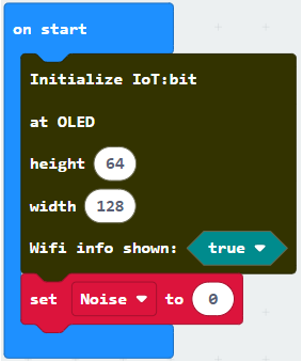 on start
Initialize IoT:bit
at OLED
height 64
width 128
Wifi info shown: true
set Noise to 0